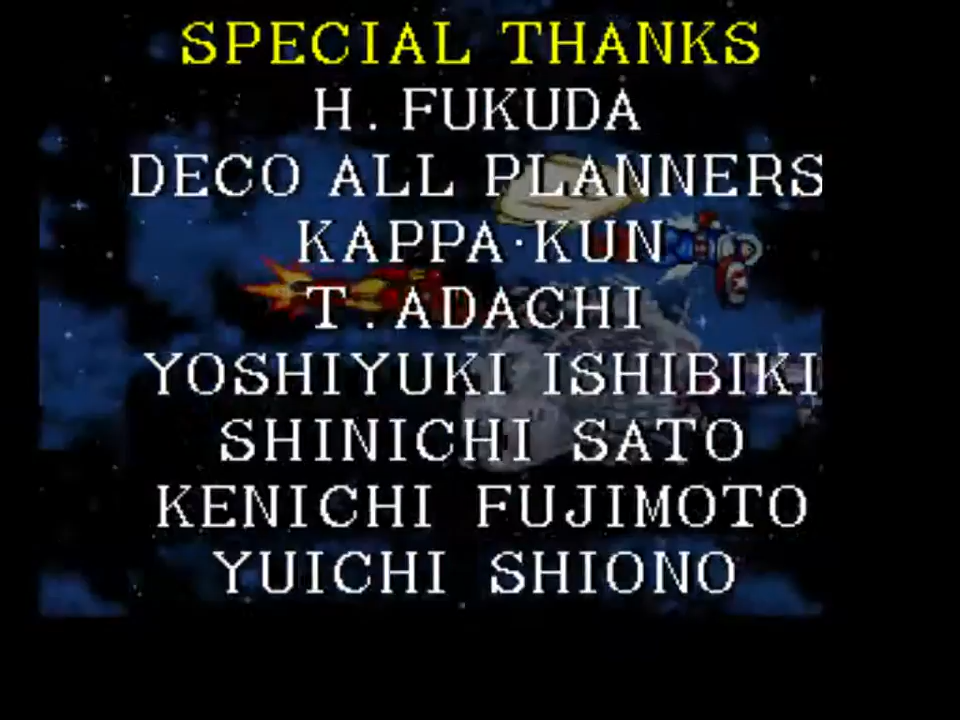 SPECIAL THANKS
H. FUKUDA
DECO ALL PLANNERS
KAPPA·KUN
T. ADACHI
YOSHIYUKI ISHIBIKI
SHINICHI SATO
KENICHI FUJIMOTO
YUICHI SHIONO